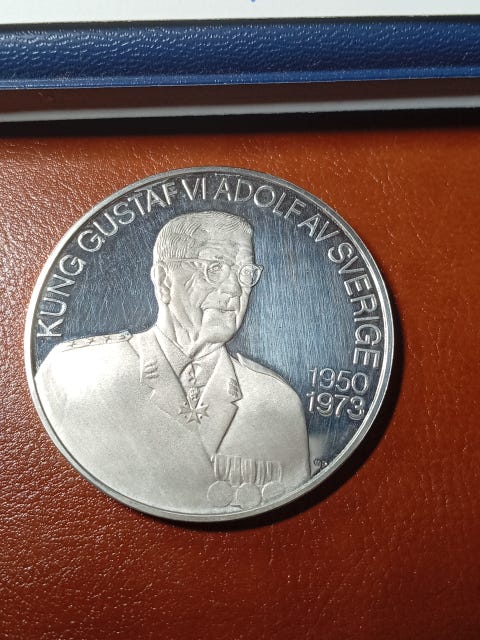 KUNG GUSTAF VI ADOLF AV SVERIGE
1950
1973